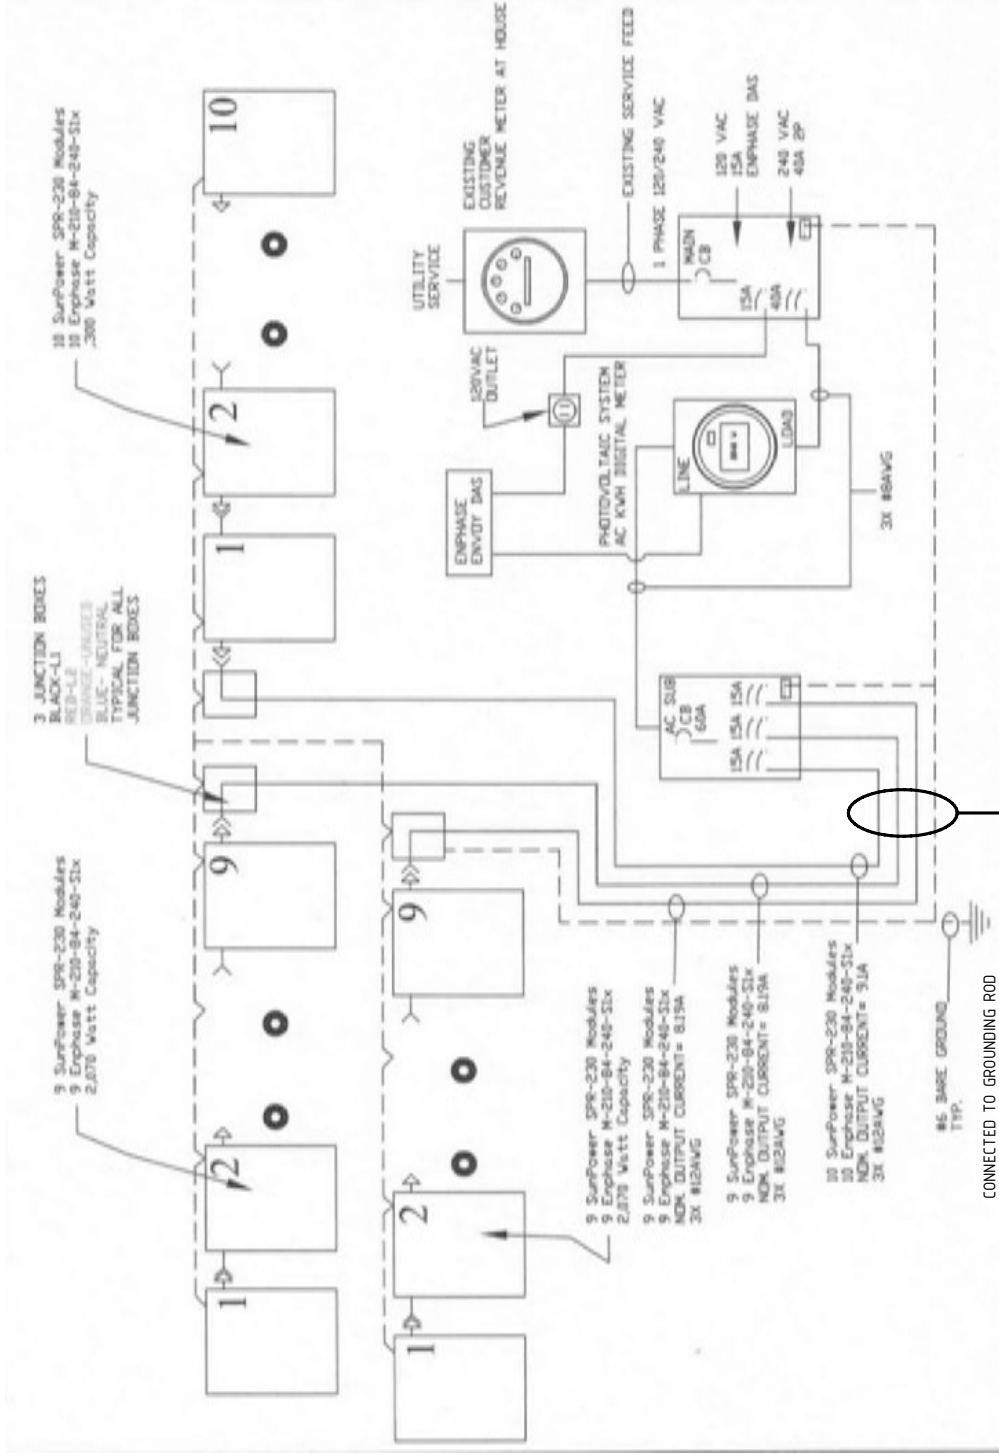 10 SunPower SPR-230 Modules
10 Enphase M-210-84-240-S1x
,300 Watt Capacity
3 JUNCTION BOXES
BLACK-L1
RED-L2
ORANGE-UNUSED
BLUE- NEUTRAL
TYPICAL FOR ALL
JUNCTION BOXES
9 SunPower SPR-230 Modules
9 Enphase M-210-84-240-S1x
2,070 Watt Capacity
1
2
9
1
2
10
1
2
9
UTILITY
SERVICE
EXISTING
CUSTOMER
REVENUE METER AT HOUSE
EXISTING SERVICE FEED
1 PHASE 120/240 VAC
MAIN
CB
15A
40A
120 VAC
15A
ENPHASE DAS
240 VAC
40A 2P
120VAC
OUTLET
ENPHASE
ENVOY DAS
PHOTOVOLTAIC SYSTEM
AC KWH DIGITAL METER
LINE
LOAD
3X #8AWG
AC SUB
CB
60A
15A 15A 15A
9 SunPower SPR-230 Modules
9 Enphase M-210-84-240-S1x
2,070 Watt Capacity
9 SunPower SPR-230 Modules
9 Enphase M-210-84-240-S1x
NOM. OUTPUT CURRENT= 8.19A
3X #12AWG
9 SunPower SPR-230 Modules
9 Enphase M-210-84-240-S1x
NOM. OUTPUT CURRENT= 8.19A
3X #12AWG
10 SunPower SPR-230 Modules
10 Enphase M-210-84-240-S1x
NOM. OUTPUT CURRENT= 9.1A
3X #12AWG
#6 BARE GROUND
TYP.
CONNECTED TO GROUNDING ROD